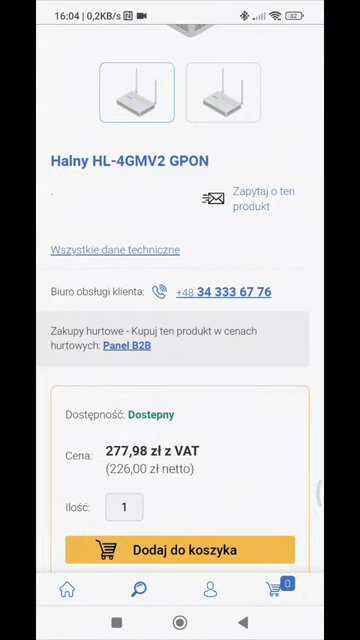 16:04 | 0,2KB/s
32
Halny HL-4GMV2 GPON
.
Zapytaj o ten
produkt
Wszystkie dane techniczne
Biuro obsługi klienta: +48 34 333 67 76
Zakupy hurtowe - Kupuj ten produkt w cenach
hurtowych: Panel B2B
Dostępność: Dostepny
Cena: 277,98 zł z VAT
(226,00 zł netto)
Ilość: 1
Dodaj do koszyka
0